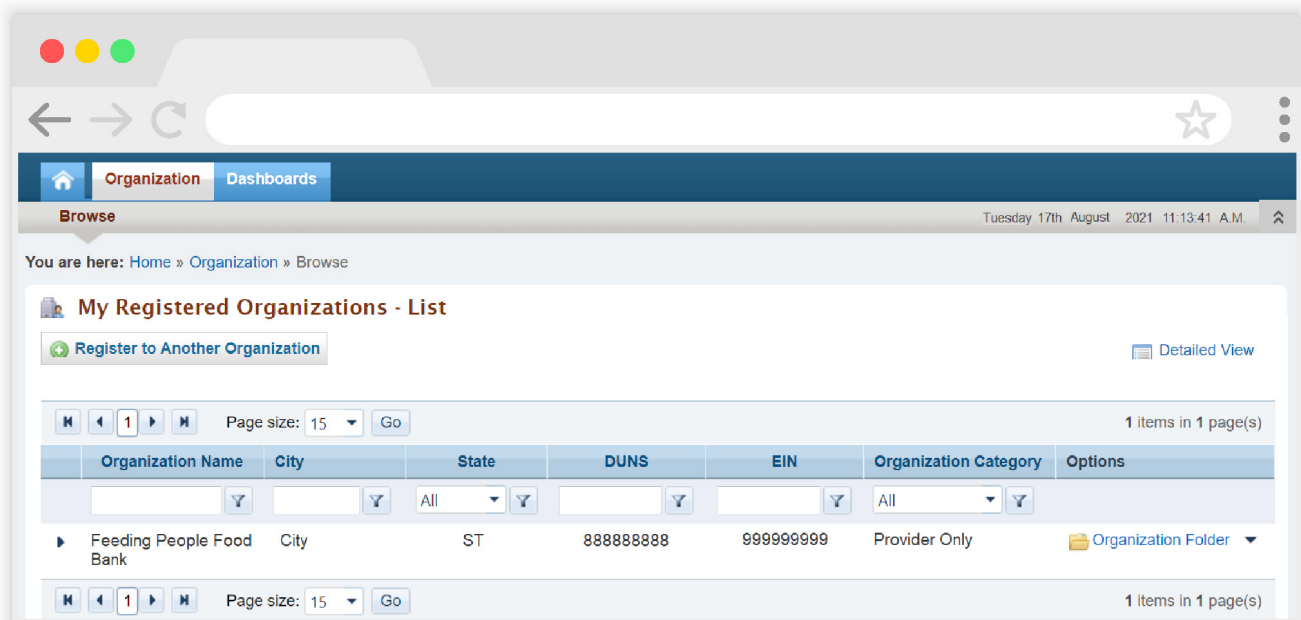 Organization Dashboards
Browse Tuesday 17th August 2021 11:13:41 A.M.
You are here: Home » Organization » Browse
My Registered Organizations - List
Register to Another Organization Detailed View
1 Page size: 15 Go 1 items in 1 page(s)
Organization Name City State DUNS EIN Organization Category Options
All All
Feeding People Food City ST 888888888 999999999 Provider Only Organization Folder
Bank
1 Page size: 15 Go 1 items in 1 page(s)